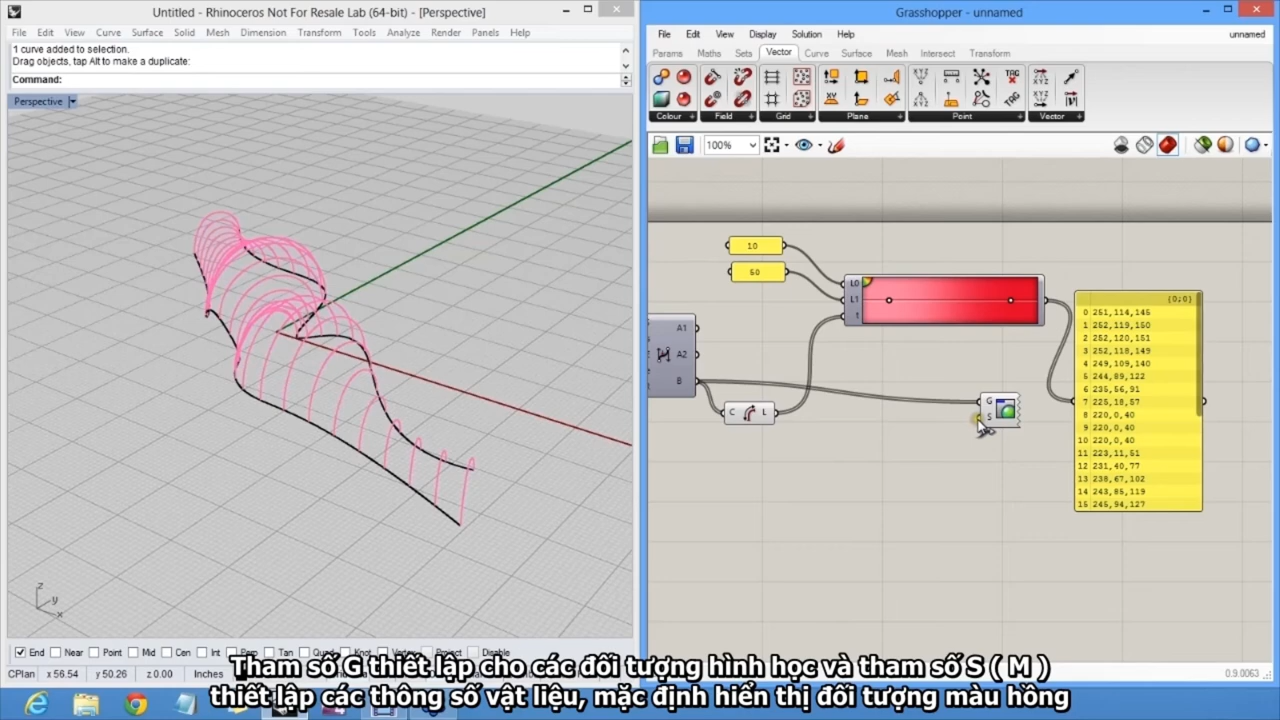 Untitled - Rhinoceros Not For Resale Lab (64-bit) - [Perspective]
File Edit View Curve Surface Solid Mesh Dimension Transform Tools Analyze Render Panels Help
1 curve added to selection.
Drag objects, tap Alt to make a duplicate:
Command:
Perspective
z
y
x
End Near Point Mid Cen Int Perp Tan Quad Knot Vertex Project Disable
CPlan x 56.54 y 50.26 z 0.00 Inches
Grasshopper - unnamed
File Edit View Display Solution Help unnamed
Params Maths Sets Vector Curve Surface Mesh Intersect Transform
Colour Field Grid Plane Point Vector
100%
10
50
L0
L1
t
A1
A2
B
C L
G
S
{0;0}
0 251,114,145
1 252,119,150
2 252,120,151
3 252,118,149
4 249,109,140
5 244,89,122
6 235,56,91
7 225,18,57
8 220,0,40
9 220,0,40
10 220,0,40
11 223,11,51
12 231,40,77
13 238,67,102
14 243,85,119
15 245,94,127
0.9.0063
Tham số G thiết lập cho các đối tượng hình học và tham số S ( M )
thiết lập các thông số vật liệu, mặc định hiển thị đối tượng màu hồng